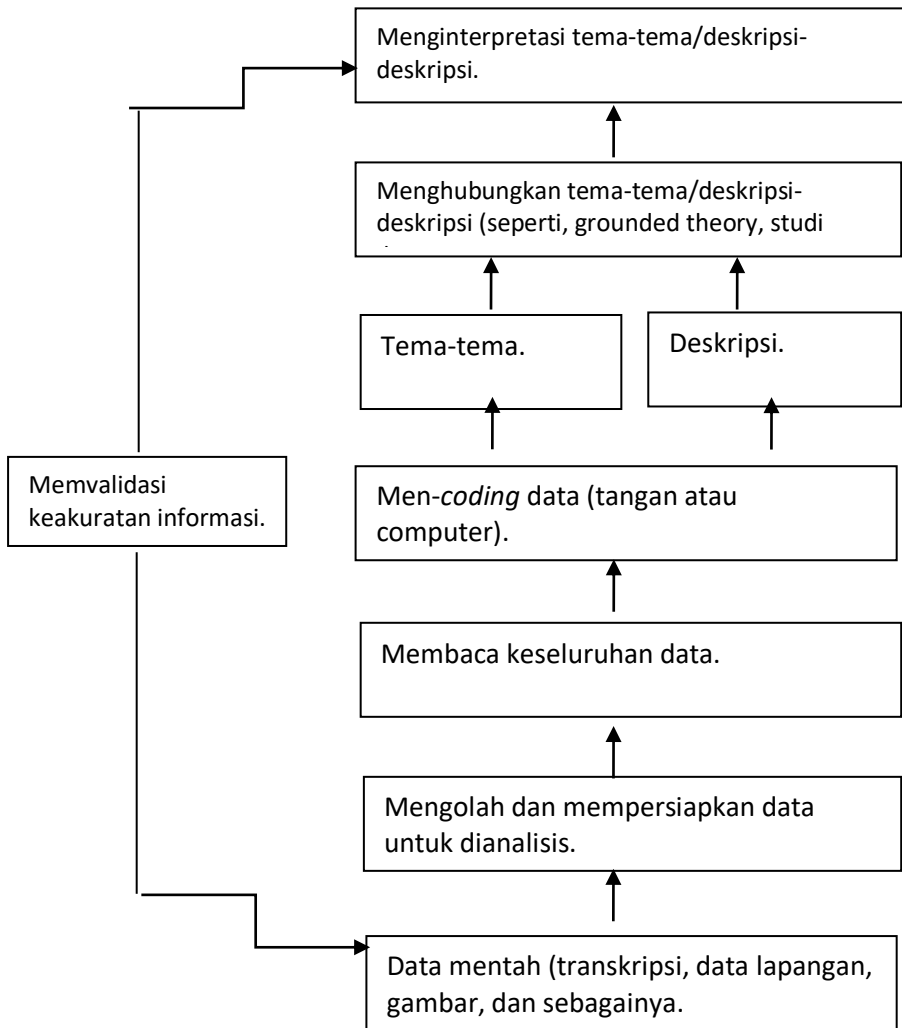 Menginterpretasi tema-tema/deskripsi-
deskripsi.
Menghubungkan tema-tema/deskripsi-
deskripsi (seperti, grounded theory, studi
Tema-tema.
Deskripsi.
Memvalidasi
keakuratan informasi.
Men-coding data (tangan atau
computer).
Membaca keseluruhan data.
Mengolah dan mempersiapkan data
untuk dianalisis.
Data mentah (transkripsi, data lapangan,
gambar, dan sebagainya.